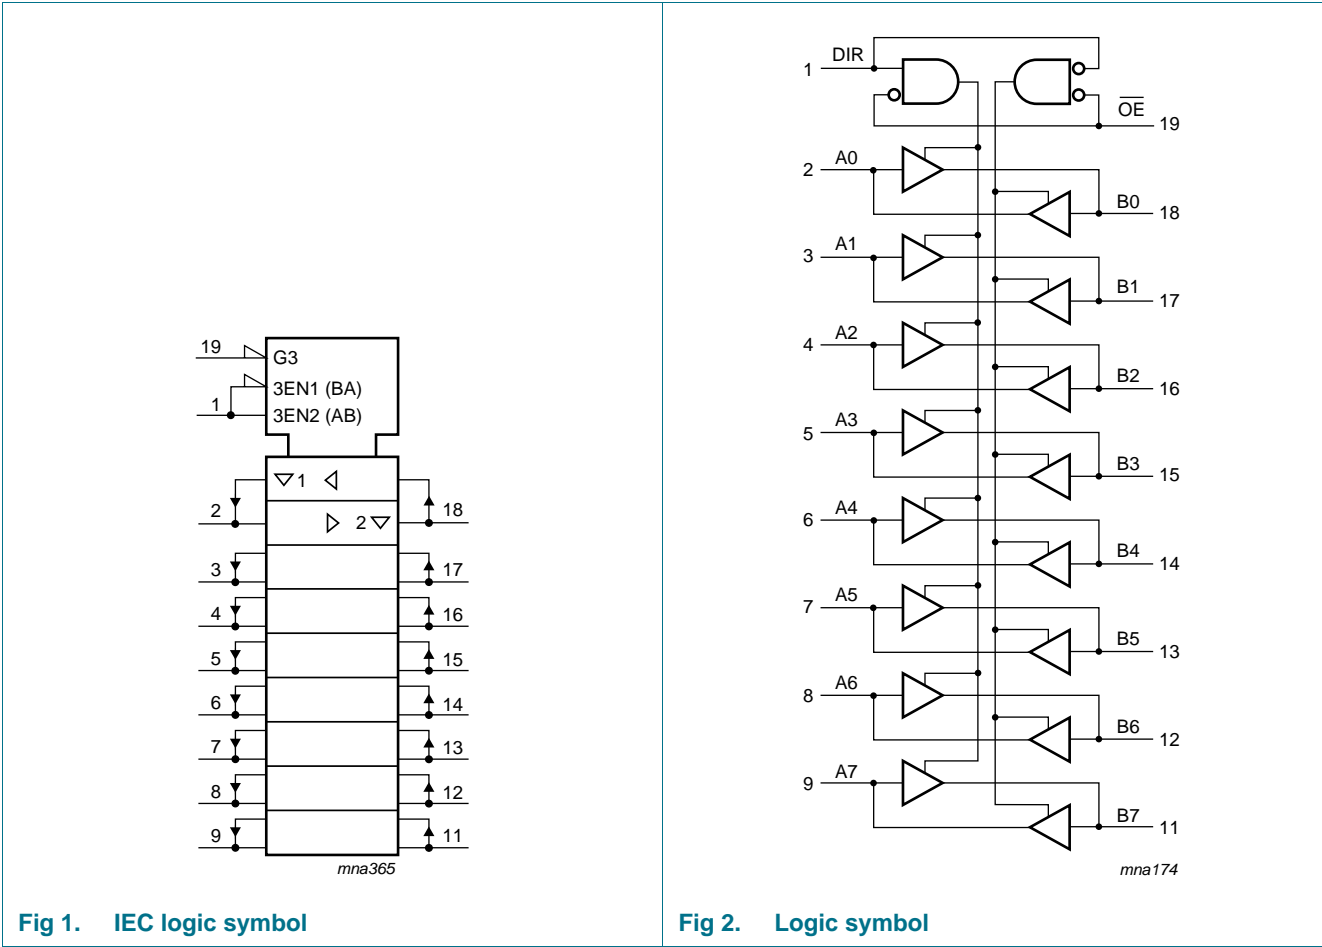 19
G3
3EN1 (BA)
1
3EN2 (AB)
1
2
18
2
3
17
4
16
5
15
6
14
7
13
8
12
9
11
mna365
Fig 1. IEC logic symbol
1 DIR
OE
19
2 A0
B0
18
3 A1
B1
17
4 A2
B2
16
5 A3
B3
15
6 A4
B4
14
7 A5
B5
13
8 A6
B6
12
9 A7
B7
11
mna174
Fig 2. Logic symbol